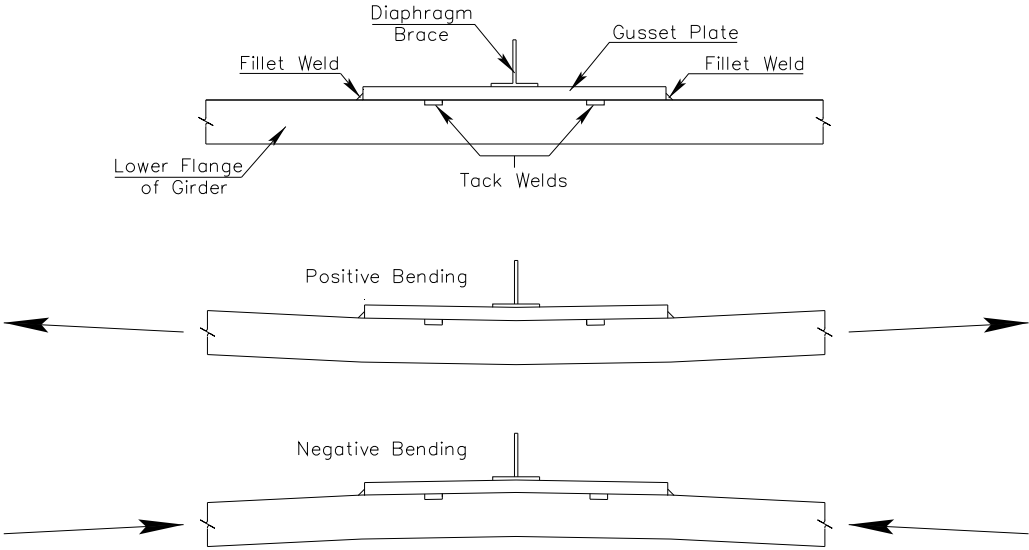 Diaphragm
Brace
Gusset Plate
Fillet Weld
Fillet Weld
Lower Flange
of Girder
Tack Welds
Positive Bending
Negative Bending